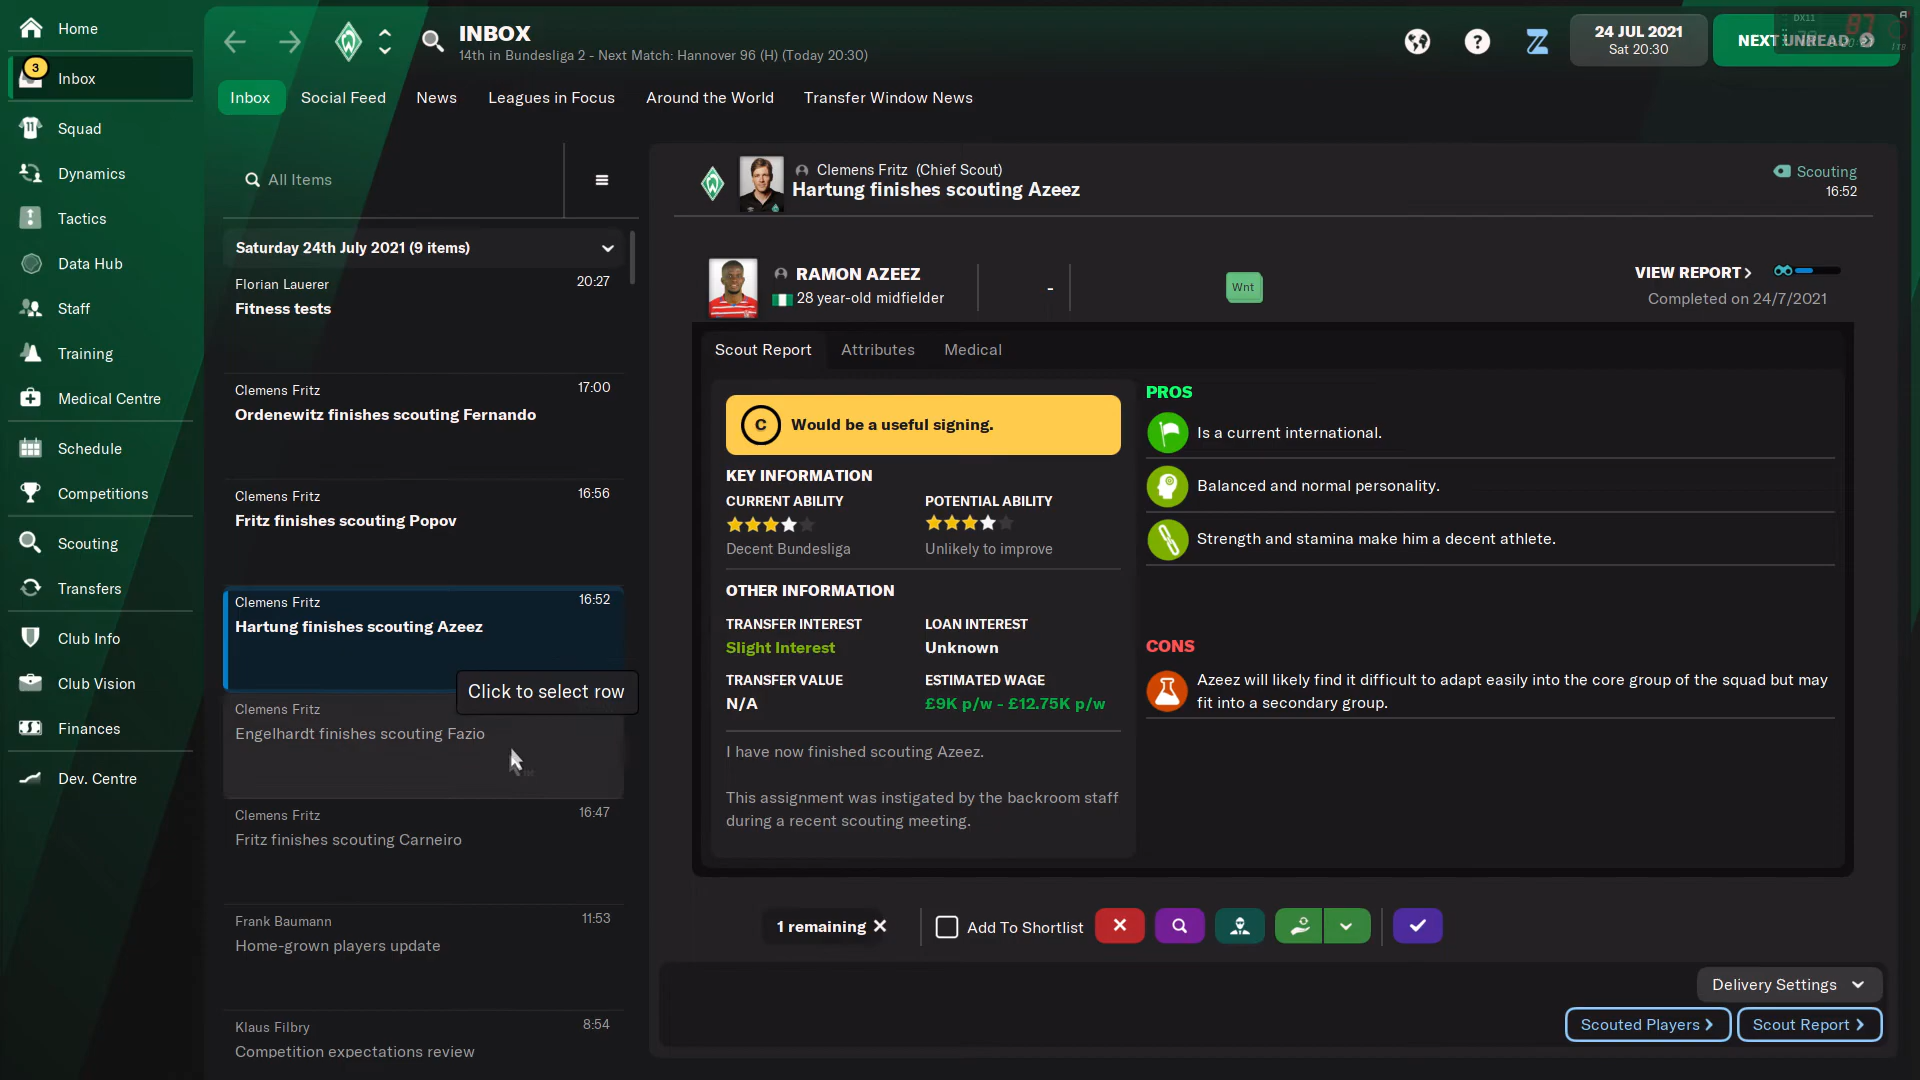 Home
3
Inbox
Squad
Dynamics
Tactics
Data Hub
Staff
Training
Medical Centre
Schedule
Competitions
Scouting
Transfers
Club Info
Club Vision
Finances
Dev. Centre
INBOX
14th in Bundesliga 2 - Next Match: Hannover 96 (H) (Today 20:30)
24 JUL 2021
Sat 20:30
NEXT UNREAD
DX11
87
Inbox
Social Feed
News
Leagues in Focus
Around the World
Transfer Window News
All Items
Saturday 24th July 2021 (9 items)
Florian Lauerer
20:27
Fitness tests
Clemens Fritz
17:00
Ordenewitz finishes scouting Fernando
Clemens Fritz
16:56
Fritz finishes scouting Popov
Clemens Fritz
16:52
Hartung finishes scouting Azeez
Click to select row
Clemens Fritz
Engelhardt finishes scouting Fazio
Clemens Fritz
16:47
Fritz finishes scouting Carneiro
Frank Baumann
11:53
Home-grown players update
Klaus Filbry
8:54
Competition expectations review
Clemens Fritz (Chief Scout)
Hartung finishes scouting Azeez
Scouting
16:52
RAMON AZEEZ
28 year-old midfielder
-
Wnt
VIEW REPORT
Completed on 24/7/2021
Scout Report
Attributes
Medical
C
Would be a useful signing.
KEY INFORMATION
CURRENT ABILITY
POTENTIAL ABILITY
Decent Bundesliga
Unlikely to improve
OTHER INFORMATION
TRANSFER INTEREST
LOAN INTEREST
Slight Interest
Unknown
TRANSFER VALUE
ESTIMATED WAGE
N/A
£9K p/w - £12.75K p/w
I have now finished scouting Azeez.
This assignment was instigated by the backroom staff
during a recent scouting meeting.
PROS
Is a current international.
Balanced and normal personality.
Strength and stamina make him a decent athlete.
CONS
Azeez will likely find it difficult to adapt easily into the core group of the squad but may
fit into a secondary group.
1 remaining
Add To Shortlist
Delivery Settings
Scouted Players
Scout Report